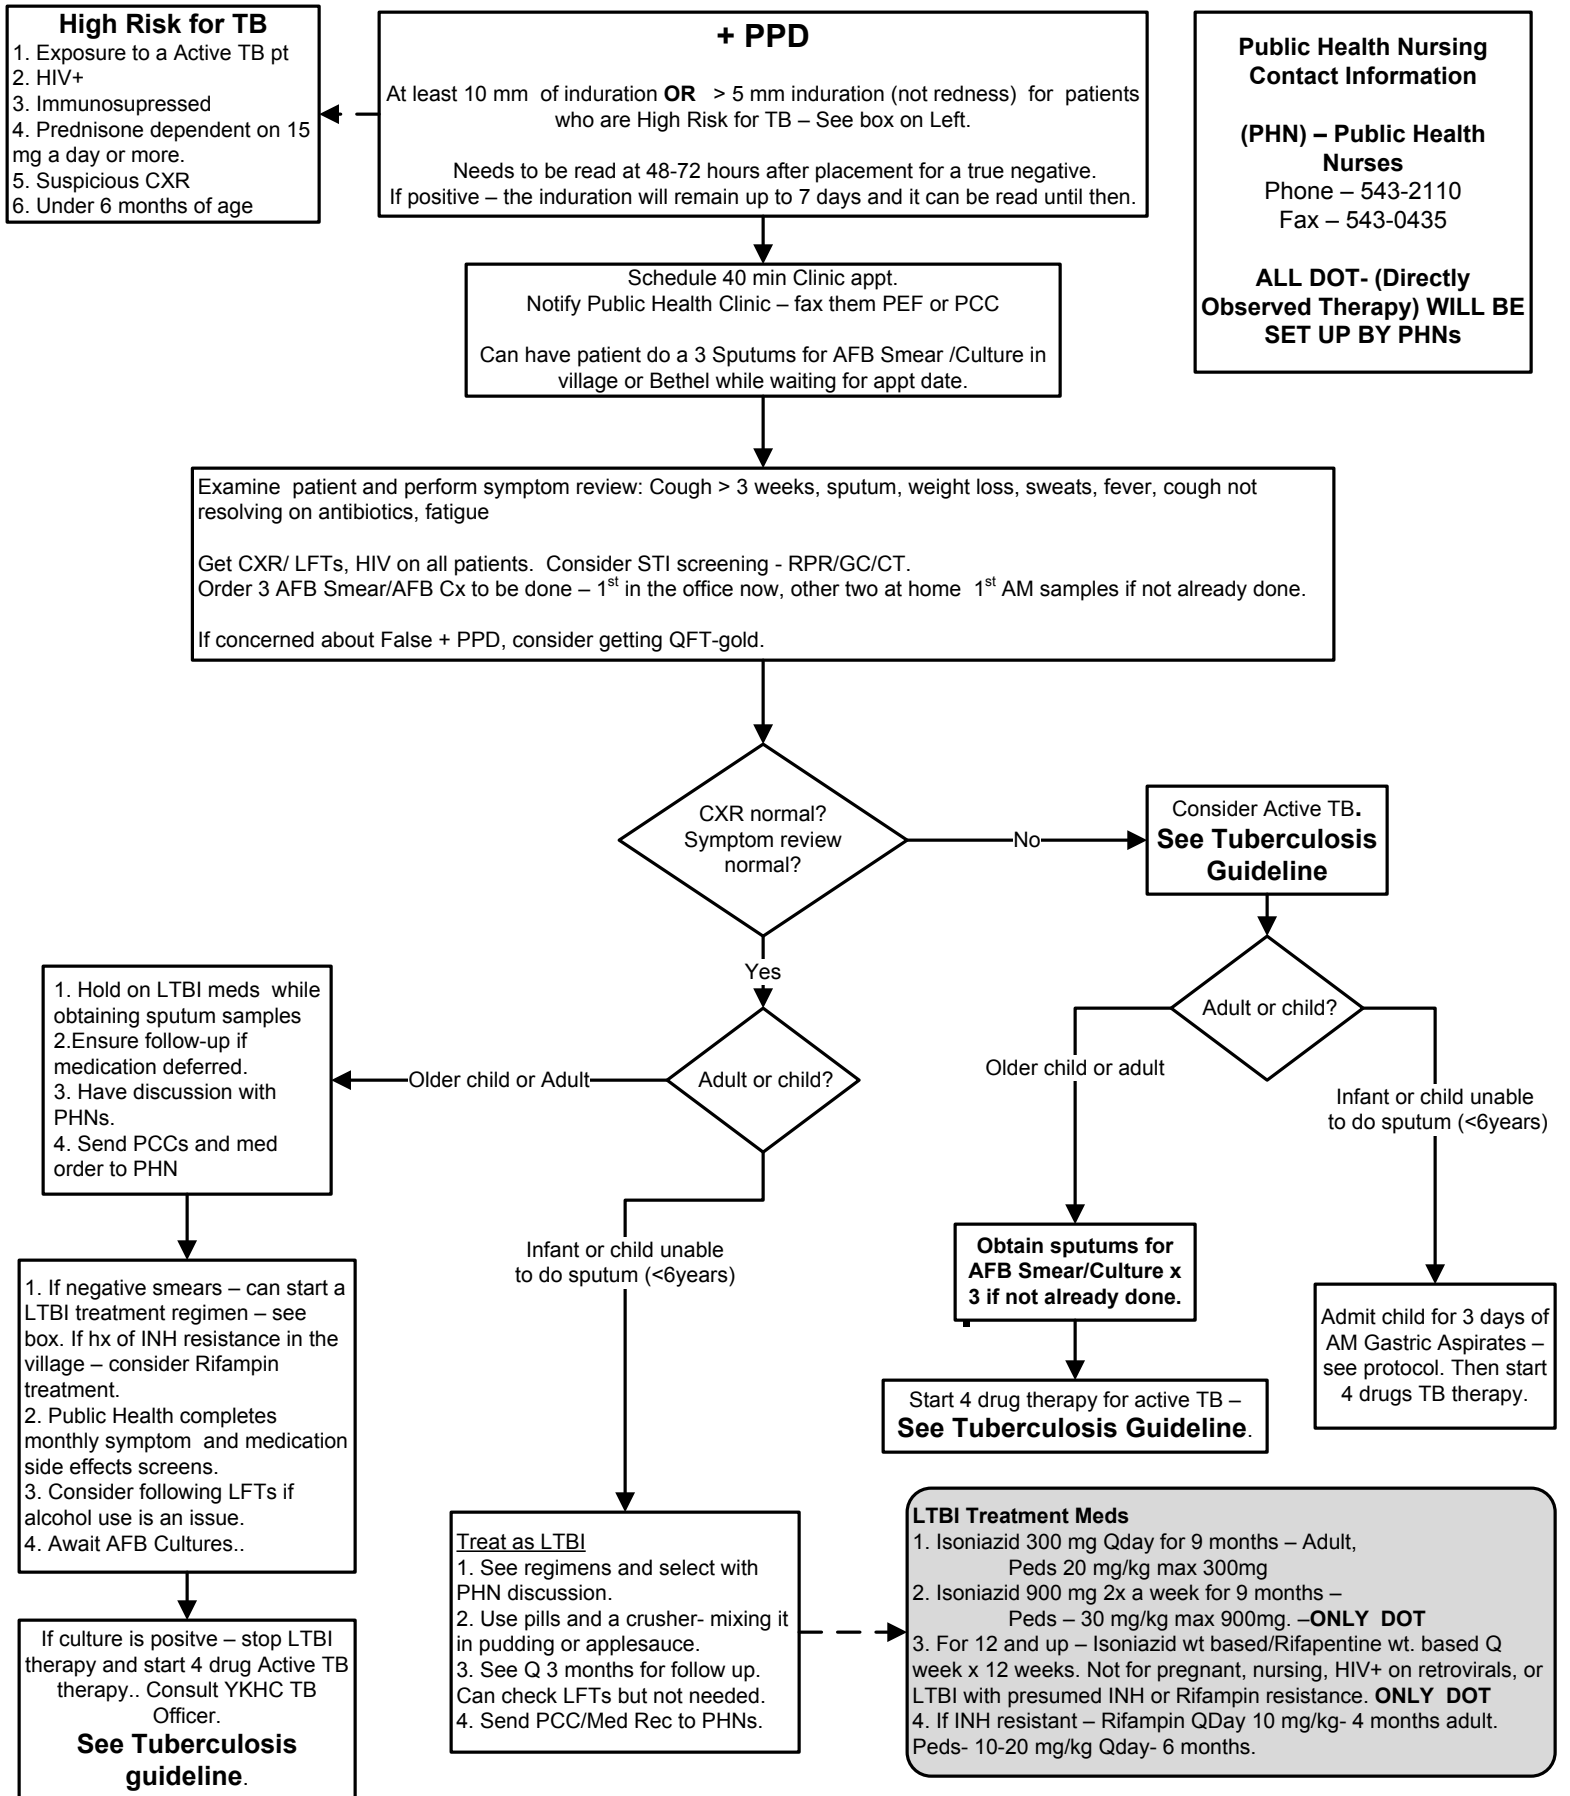 High Risk for TB
1. Exposure to a Active TB pt
2. HIV+
3. Immunosupressed
4. Prednisone dependent on 15
mg a day or more.
5. Suspicious CXR
6. Under 6 months of age
+ PPD
At least 10 mm of induration OR > 5 mm induration (not redness) for patients
who are High Risk for TB – See box on Left.
Needs to be read at 48-72 hours after placement for a true negative.
If positive – the induration will remain up to 7 days and it can be read until then.
Public Health Nursing
Contact Information
(PHN) – Public Health
Nurses
Phone – 543-2110
Fax – 543-0435
ALL DOT- (Directly
Observed Therapy) WILL BE
SET UP BY PHNs
Schedule 40 min Clinic appt.
Notify Public Health Clinic – fax them PEF or PCC
Can have patient do a 3 Sputums for AFB Smear /Culture in
village or Bethel while waiting for appt date.
Examine patient and perform symptom review: Cough > 3 weeks, sputum, weight loss, sweats, fever, cough not
resolving on antibiotics, fatigue
Get CXR/ LFTs, HIV on all patients. Consider STI screening - RPR/GC/CT.
Order 3 AFB Smear/AFB Cx to be done – 1st in the office now, other two at home 1st AM samples if not already done.
If concerned about False + PPD, consider getting QFT-gold.
CXR normal?
Symptom review
normal?
No
Consider Active TB.
See Tuberculosis
Guideline
Yes
Adult or child?
Older child or Adult
1. Hold on LTBI meds while
obtaining sputum samples
2.Ensure follow-up if
medication deferred.
3. Have discussion with
PHNs.
4. Send PCCs and med
order to PHN
Adult or child?
Older child or adult
Infant or child unable
to do sputum (<6years)
Infant or child unable
to do sputum (<6years)
Obtain sputums for
AFB Smear/Culture x
3 if not already done.
Admit child for 3 days of
AM Gastric Aspirates –
see protocol. Then start
4 drugs TB therapy.
Start 4 drug therapy for active TB –
See Tuberculosis Guideline.
1. If negative smears – can start a
LTBI treatment regimen – see
box. If hx of INH resistance in the
village – consider Rifampin
treatment.
2. Public Health completes
monthly symptom and medication
side effects screens.
3. Consider following LFTs if
alcohol use is an issue.
4. Await AFB Cultures..
If culture is positve – stop LTBI
therapy and start 4 drug Active TB
therapy.. Consult YKHC TB
Officer.
See Tuberculosis
guideline.
Treat as LTBI
1. See regimens and select with
PHN discussion.
2. Use pills and a crusher- mixing it
in pudding or applesauce.
3. See Q 3 months for follow up.
Can check LFTs but not needed.
4. Send PCC/Med Rec to PHNs.
LTBI Treatment Meds
1. Isoniazid 300 mg Qday for 9 months – Adult,
Peds 20 mg/kg max 300mg
2. Isoniazid 900 mg 2x a week for 9 months –
Peds – 30 mg/kg max 900mg. –ONLY DOT
3. For 12 and up – Isoniazid wt based/Rifapentine wt. based Q
week x 12 weeks. Not for pregnant, nursing, HIV+ on retrovirals, or
LTBI with presumed INH or Rifampin resistance. ONLY DOT
4. If INH resistant – Rifampin QDay 10 mg/kg- 4 months adult.
Peds- 10-20 mg/kg Qday- 6 months.